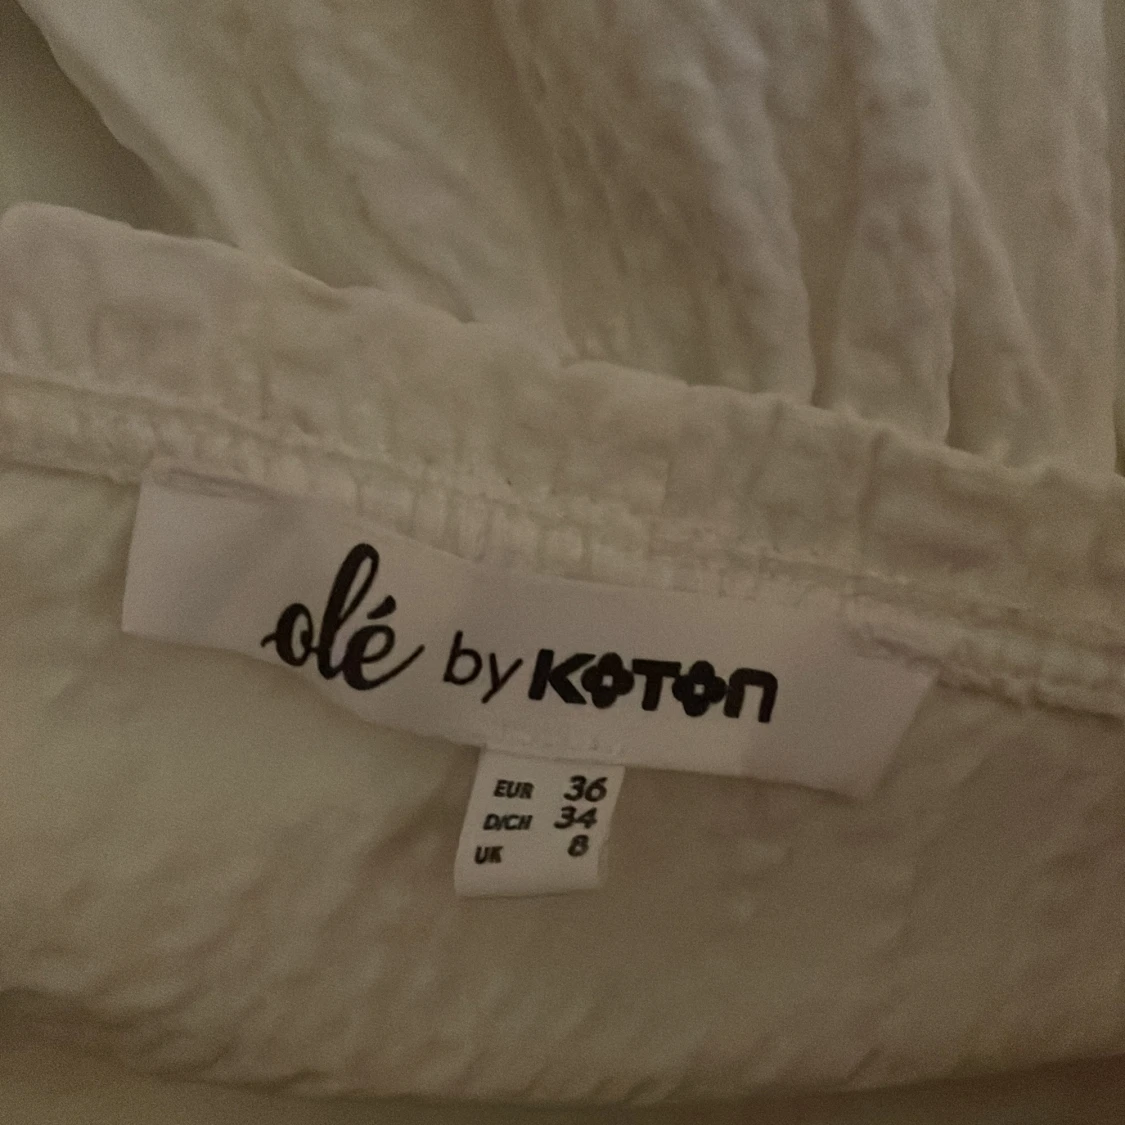 olé by KOTON
EUR 36
D/CH 34
UK 8